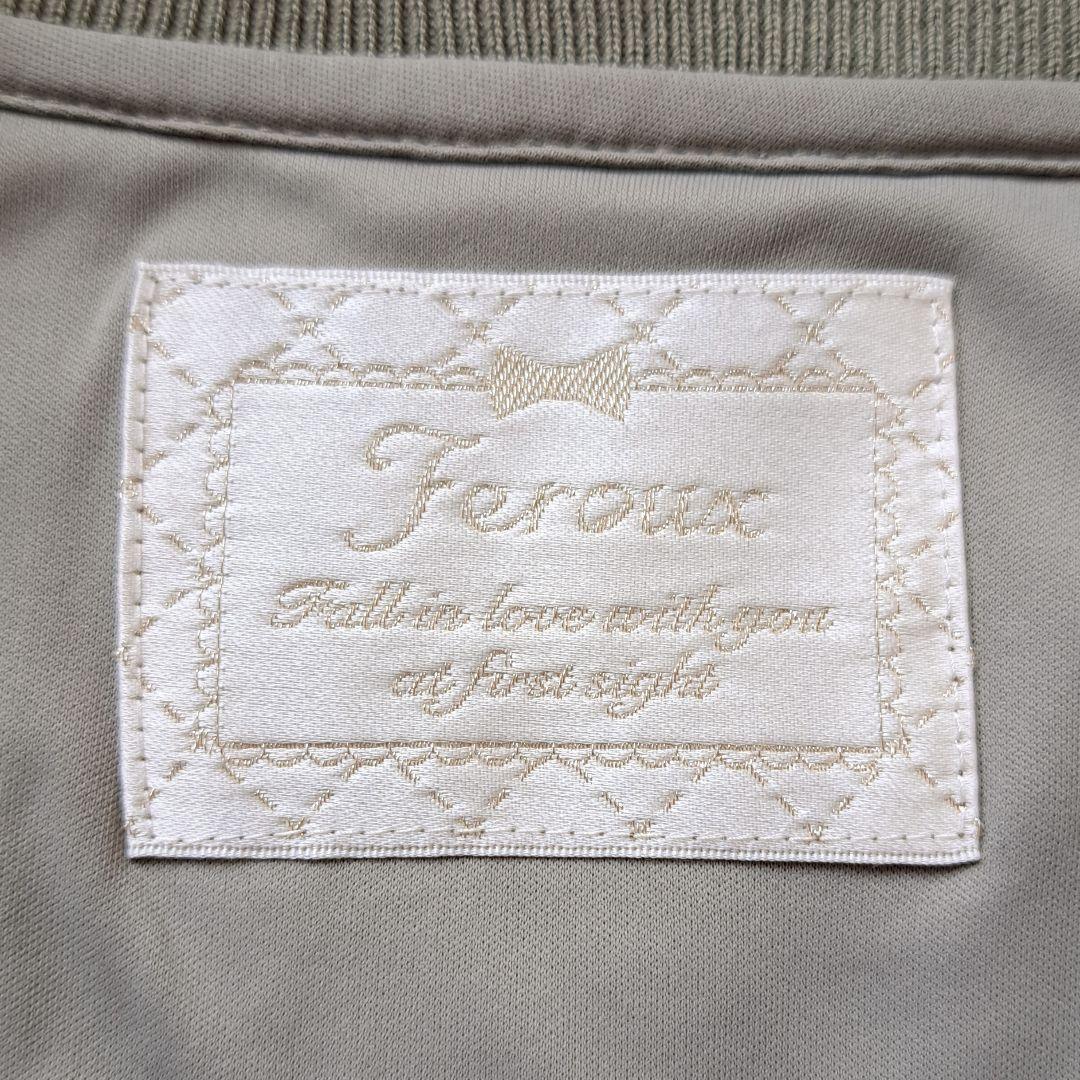 Feroux
Fall in love with you
at first sight